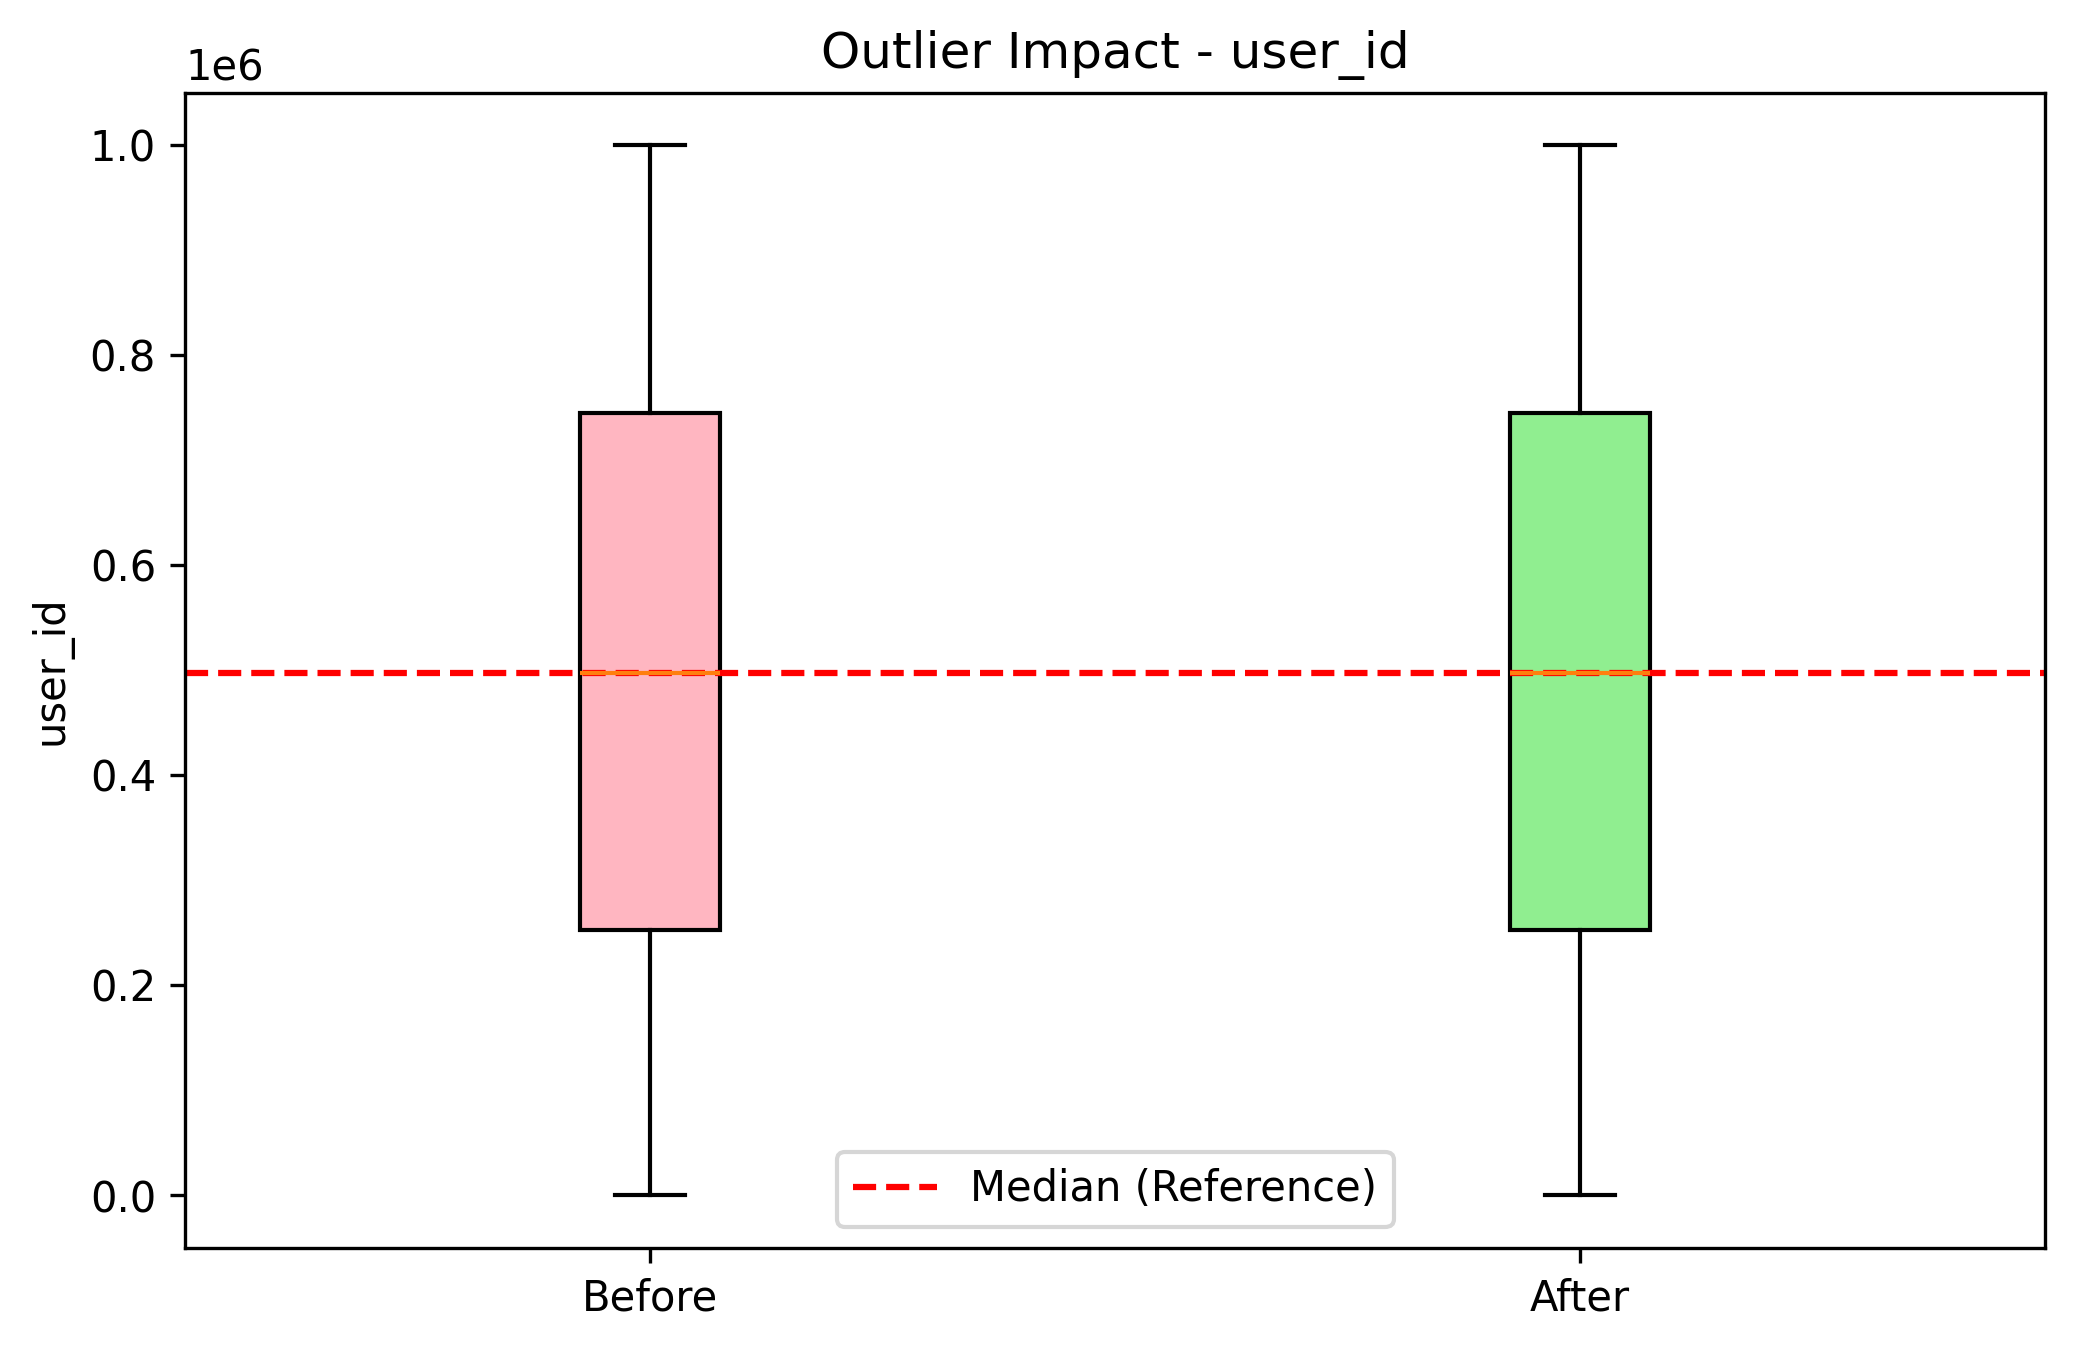 Outlier Impact - user_id
1e6
1.0
0.8
0.6
0.4
0.2
0.0
user_id
Median (Reference)
Before
After